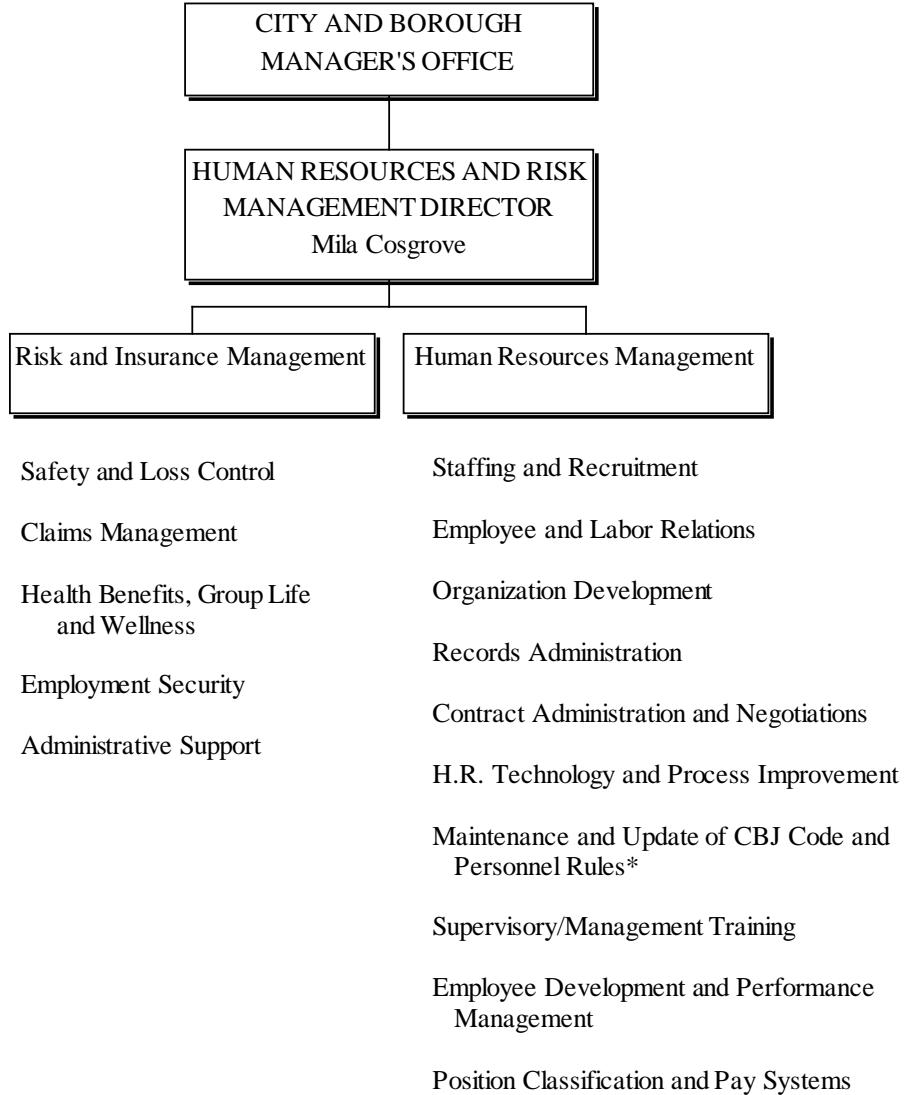 CITY AND BOROUGH
MANAGER'S OFFICE
HUMAN RESOURCES AND RISK
MANAGEMENT DIRECTOR
Mila Cosgrove
Risk and Insurance Management
Human Resources Management
Safety and Loss Control
Claims Management
Health Benefits, Group Life
and Wellness
Employment Security
Administrative Support
Staffing and Recruitment
Employee and Labor Relations
Organization Development
Records Administration
Contract Administration and Negotiations
H.R. Technology and Process Improvement
Maintenance and Update of CBJ Code and
Personnel Rules*
Supervisory/Management Training
Employee Development and Performance
Management
Position Classification and Pay Systems